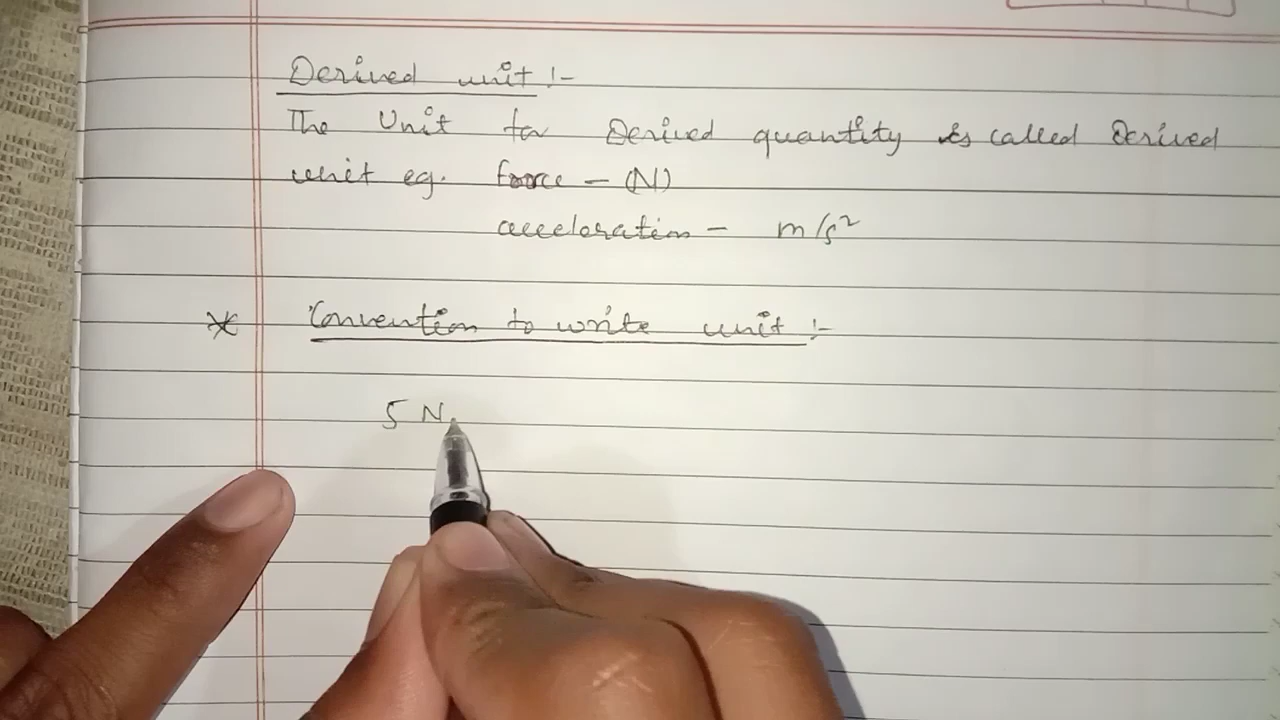 Derived unit :-
The Unit for Derived quantity is called Derived
unit eg. force - (N)
acceleration - m/s²
* Convention to write unit :-
5 N